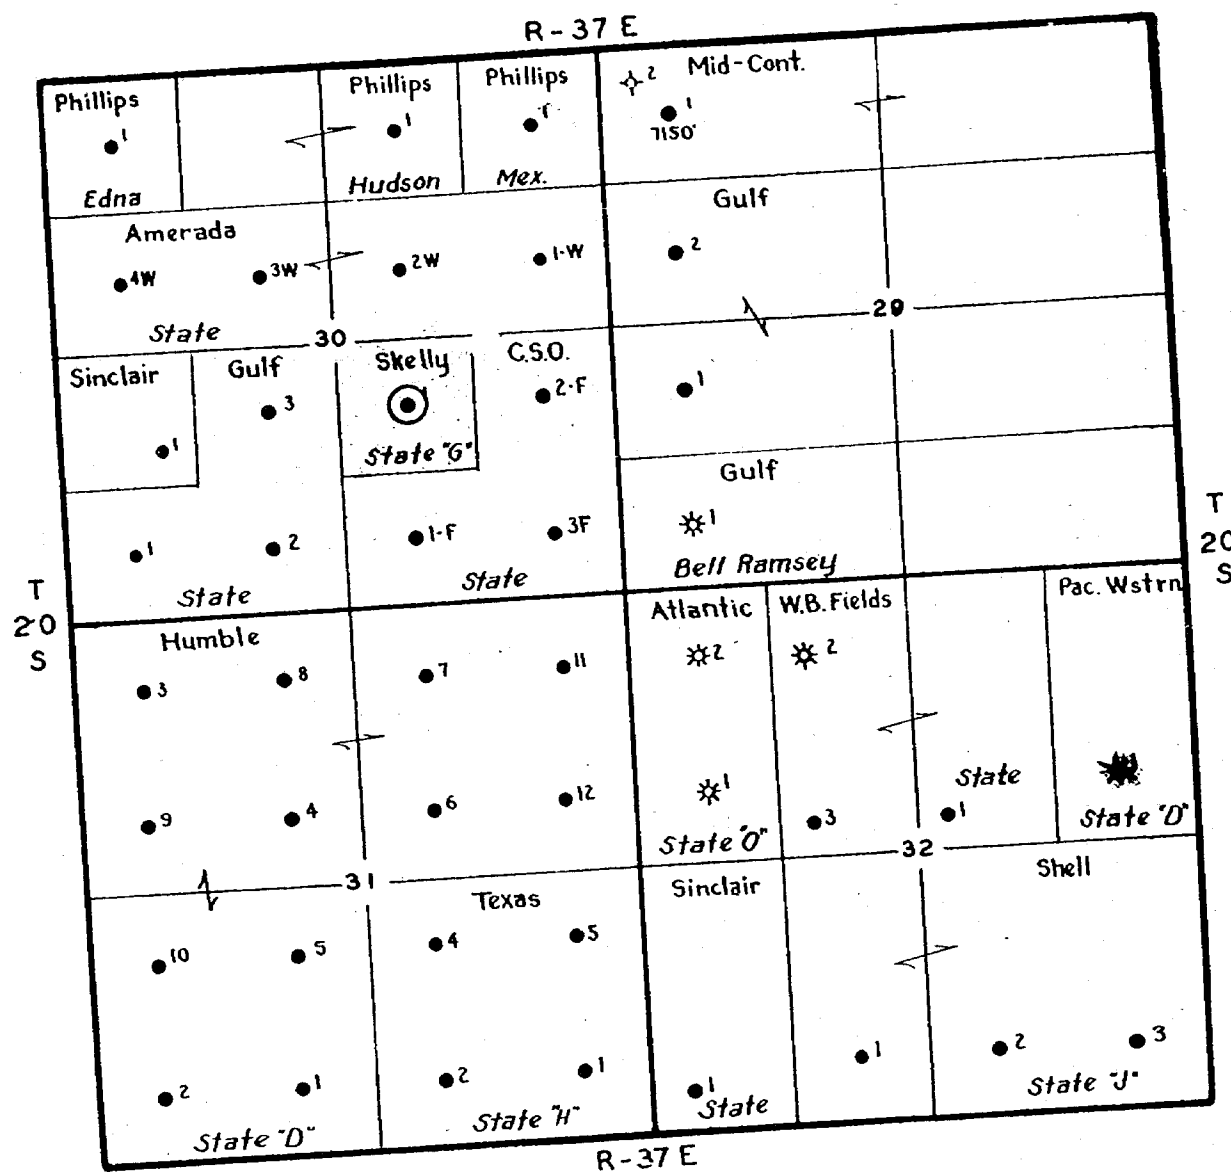 R-37 E
Phillips
1
Edna
Phillips
1
Hudson
Phillips
1
Mex.
2 Mid-Cont.
1
7150'
Amerada
4W 3W 2W 1-W
State
30
Gulf
2
29
1
Sinclair
1
Gulf
3
1 2
State
Skelly
1
State "G"
C.S.O.
2-F
1-F 3F
State
Gulf
1
Bell Ramsey
T
20
S
T
20
S
Humble
3 8 7 11
9 4 6 12
31
10 5
2 1
State "D"
Texas
4 5
2 1
State "H"
Atlantic
2
1
State "O"
W.B. Fields
2
3
State
1
Pac. Wstrn
State "D"
32
Sinclair
1
1
State
Shell
2 3
State "J"
R-37 E